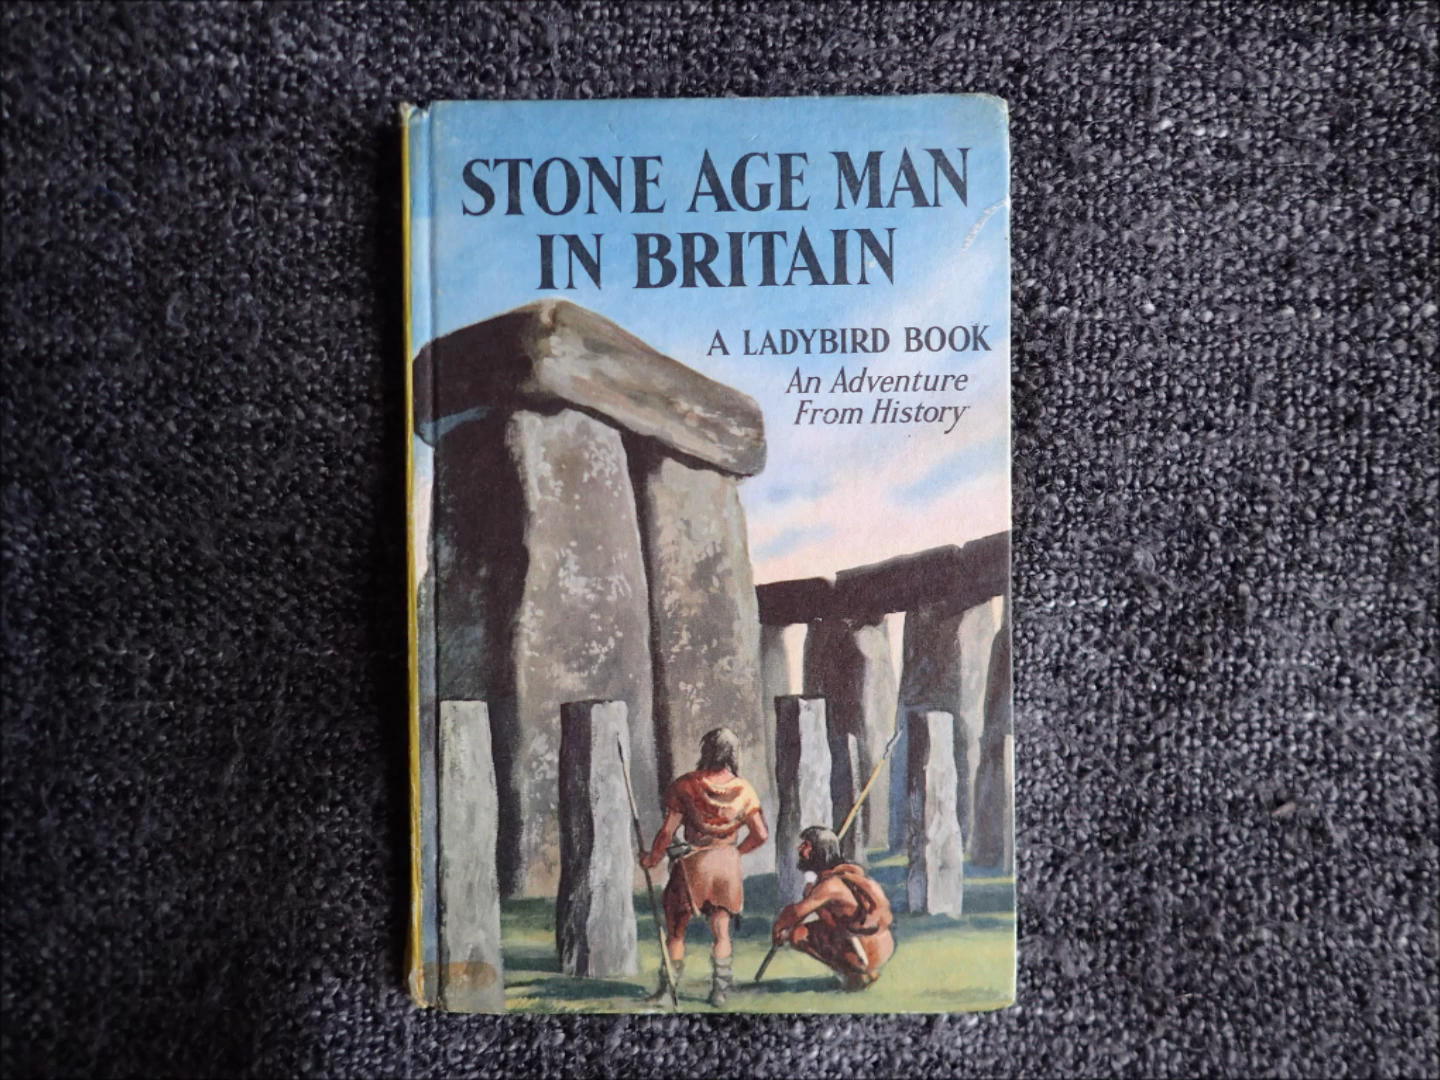 STONE AGE MAN
IN BRITAIN
A LADYBIRD BOOK
An Adventure
From History